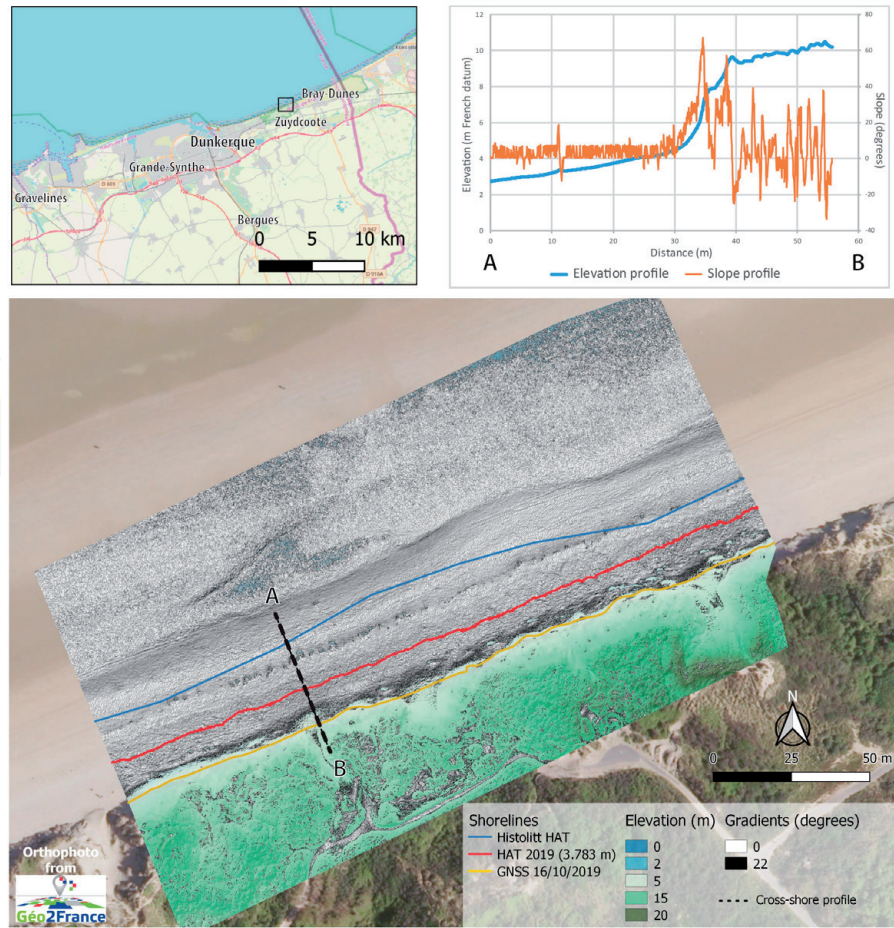 Bray-Dunes
Zuydcoote
Dunkerque
Grande-Synthe
Gravelines
Bergues
D 601
D 947
D 916A
0 5 10 km
12
10
8
6
4
2
0
80
60
40
20
0
-20
-40
Elevation (m French datum)
Slope (degrees)
0 10 20 30 40 50 60
Distance (m)
A B
Elevation profile Slope profile
A
B
N
0 25 50 m
Orthophoto
from
Géo2France
Shorelines
Histolitt HAT
HAT 2019 (3.783 m)
GNSS 16/10/2019
Elevation (m)
0
2
5
15
20
Gradients (degrees)
0
22
Cross-shore profile